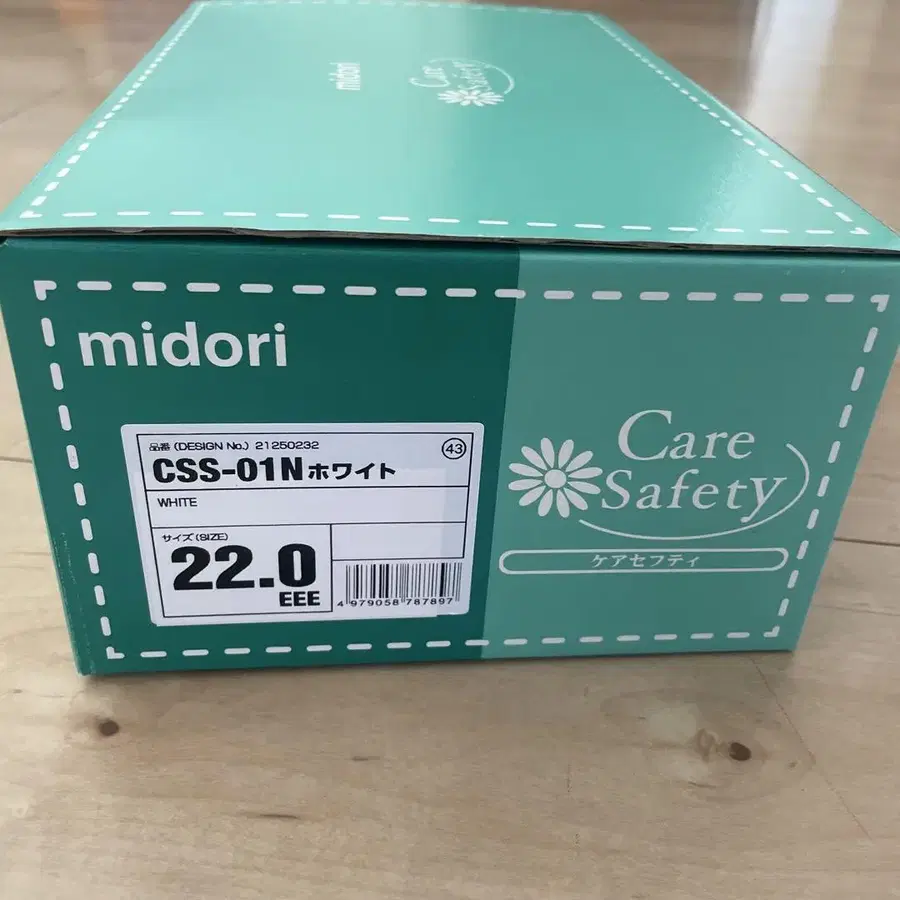 midori
Care
Safety
midori
品番 (DESIGN No.) 21250232
43
CSS-01N ホワイト
WHITE
サイズ (SIZE)
22.0
EEE
4 979058 787897
Care
Safety
ケアセフティ